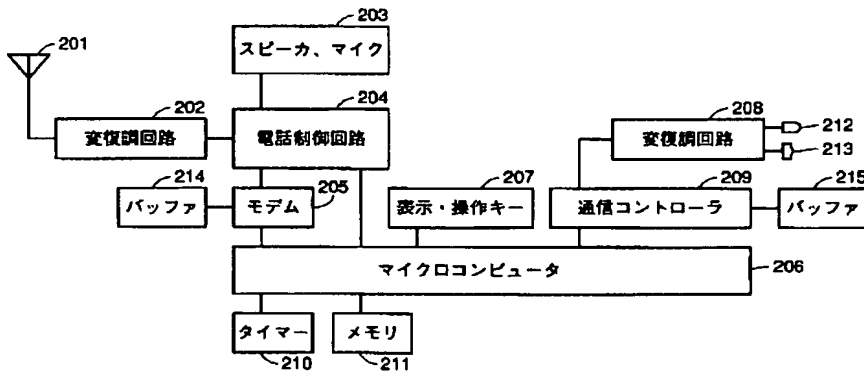 203
スピーカ、マイク
201
202
変復調回路
204
電話制御回路
208
変復調回路
212
213
214
バッファ
モデム
205
207
表示・操作キー
209
通信コントローラ
215
バッファ
マイクロコンピュータ
206
タイマー
210
メモリ
211